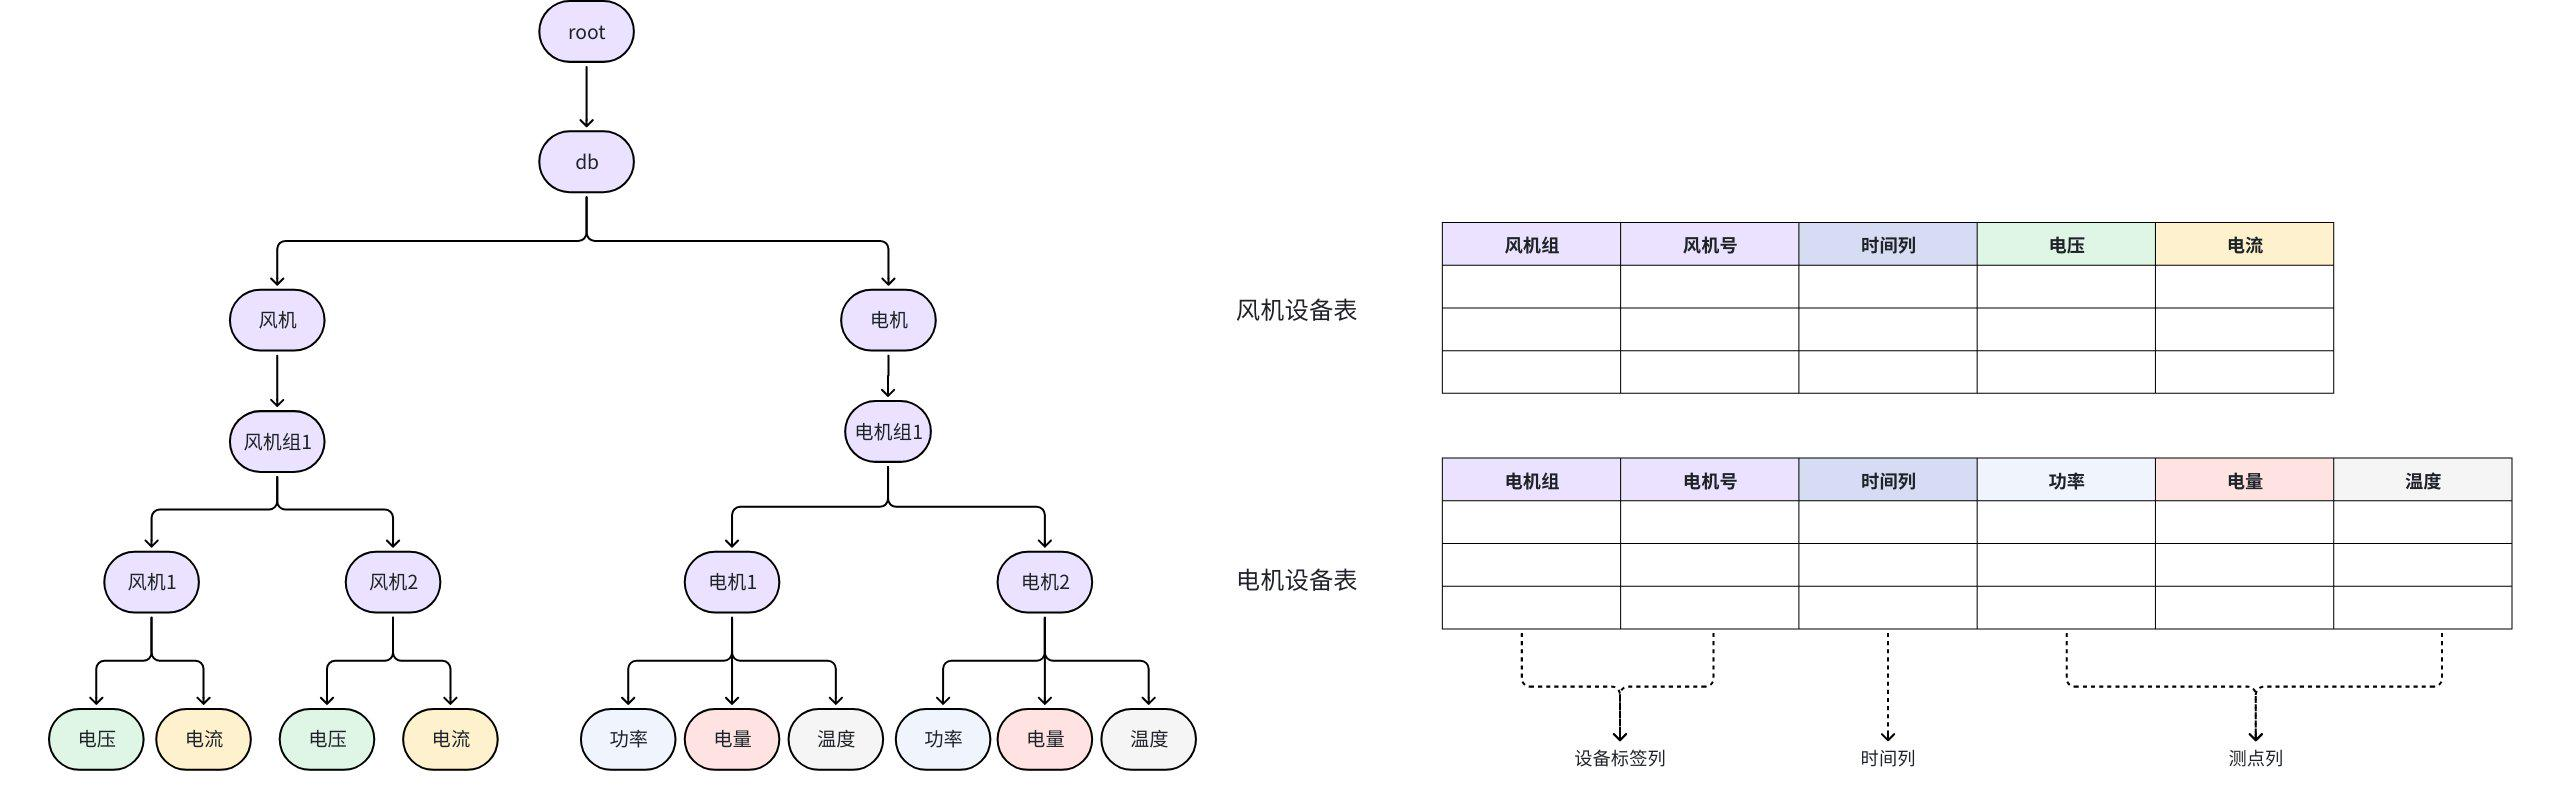 root
db
风机
电机
风机组1
电机组1
风机1
风机2
电机1
电机2
电压
电流
电压
电流
功率
电量
温度
功率
电量
温度
风机设备表
风机组 风机号 时间列 电压 电流
电机设备表
电机组 电机号 时间列 功率 电量 温度
设备标签列
时间列
测点列